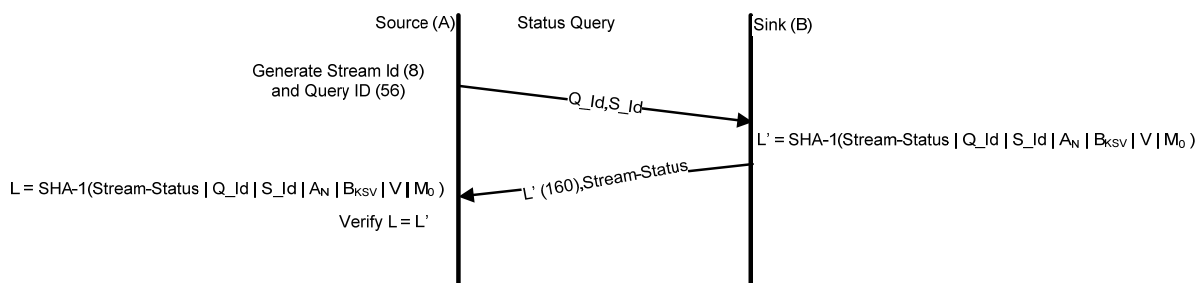 Source (A)
Status Query
Sink (B)
Generate Stream Id (8)
and Query ID (56)
Q_Id,S_Id
L' = SHA-1(Stream-Status | Q_Id | S_Id | AN | BKSV | V | M0 )
L' (160),Stream-Status
L = SHA-1(Stream-Status | Q_Id | S_Id | AN | BKSV | V | M0 )
Verify L = L'